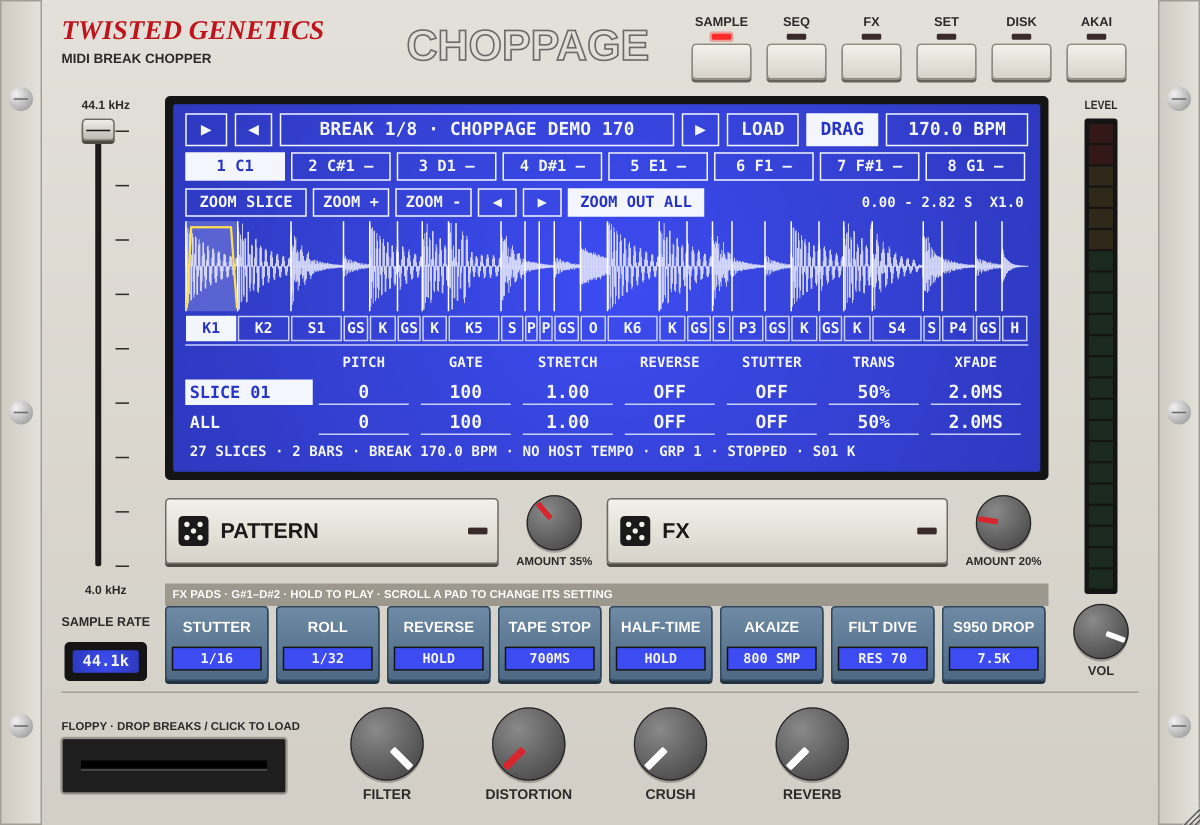 TWISTED GENETICS
MIDI BREAK CHOPPER
CHOPPAGE
SAMPLE SEQ FX SET DISK AKAI
44.1 kHz
LEVEL
▶ ◀ BREAK 1/8 · CHOPPAGE DEMO 170 ▶ LOAD DRAG 170.0 BPM
1 C1 2 C#1 – 3 D1 – 4 D#1 – 5 E1 – 6 F1 – 7 F#1 – 8 G1 –
ZOOM SLICE ZOOM + ZOOM - ◀ ▶ ZOOM OUT ALL 0.00 - 2.82 S X1.0
K1 K2 S1 GS K GS K K5 S P P GS O K6 K GS S P3 GS K GS K S4 S P4 GS H
PITCH GATE STRETCH REVERSE STUTTER TRANS XFADE
SLICE 01 0 100 1.00 OFF OFF 50% 2.0MS
ALL 0 100 1.00 OFF OFF 50% 2.0MS
27 SLICES · 2 BARS · BREAK 170.0 BPM · NO HOST TEMPO · GRP 1 · STOPPED · S01 K
PATTERN
AMOUNT 35%
FX
AMOUNT 20%
4.0 kHz
SAMPLE RATE
44.1k
FX PADS · G#1–D#2 · HOLD TO PLAY · SCROLL A PAD TO CHANGE ITS SETTING
STUTTER ROLL REVERSE TAPE STOP HALF-TIME AKAIZE FILT DIVE S950 DROP
1/16 1/32 HOLD 700MS HOLD 800 SMP RES 70 7.5K
VOL
FLOPPY · DROP BREAKS / CLICK TO LOAD
FILTER DISTORTION CRUSH REVERB